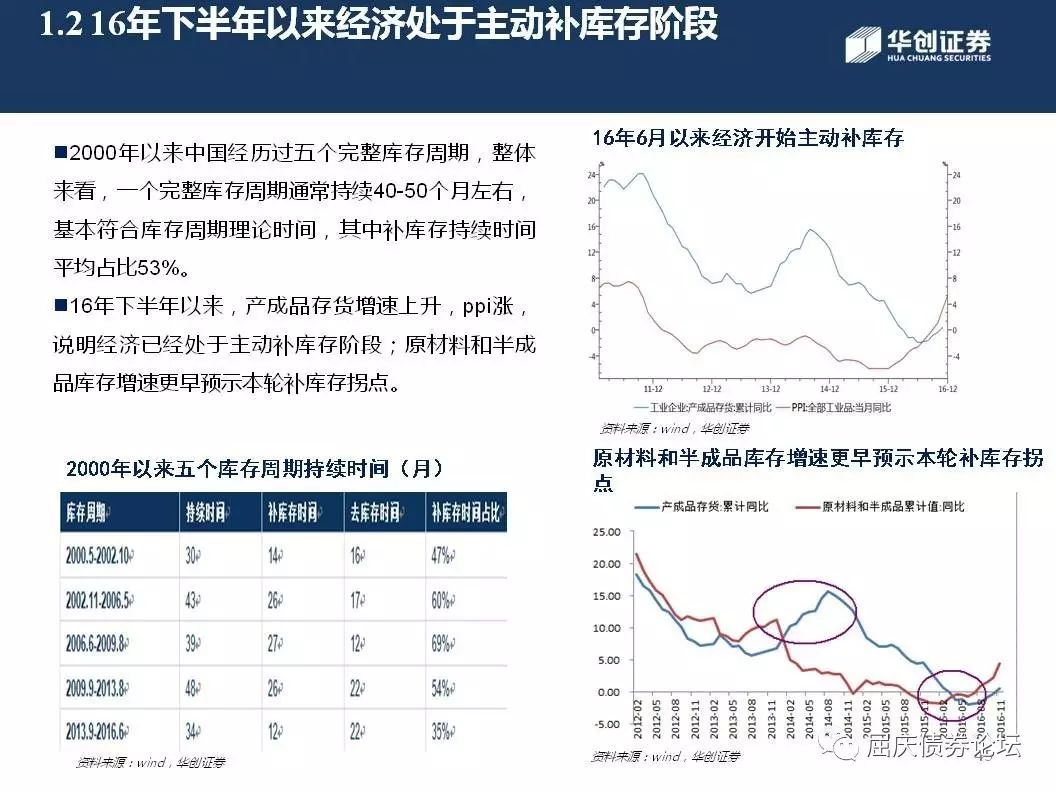 1.2 16年下半年以来经济处于主动补库存阶段
华创证券
HUA CHUANG SECURITIES
■2000年以来中国经历过五个完整库存周期，整体
来看，一个完整库存周期通常持续40-50个月左右，
基本符合库存周期理论时间，其中补库存持续时间
平均占比53%。
■16年下半年以来，产成品存货增速上升，ppi涨，
说明经济已经处于主动补库存阶段；原材料和半成
品库存增速更早预示本轮补库存拐点。
2000年以来五个库存周期持续时间（月）
库存周期 持续时间 补库存时间 去库存时间 补库存时间占比
2000.5-2002.10 30 14 16 47%
2002.11-2006.5 43 26 17 60%
2006.6-2009.8 39 27 12 69%
2009.9-2013.8 48 26 22 54%
2013.9-2016.6 34 12 22 35%
资料来源：wind，华创证券
16年6月以来经济开始主动补库存
% %
24 24
20 20
16 16
12 12
8 8
4 4
0 0
-4 -4
11-12 12-12 13-12 14-12 15-12 16-12
工业企业:产成品存货:累计同比 PPI:全部工业品:当月同比
资料来源：wind，华创证券
原材料和半成品库存增速更早预示本轮补库存拐
点
产成品存货:累计同比 原材料和半成品累计值:同比
25.00
20.00
15.00
10.00
5.00
0.00
-5.00
2012-02 2012-05 2012-08 2012-11 2013-02 2013-05 2013-08 2013-11 2014-02 2014-05 2014-08 2014-11 2015-02 2015-05 2015-08 2015-11 2016-02 2016-05 2016-08 2016-11
资料来源：wind，华创证券
屈庆债券论坛